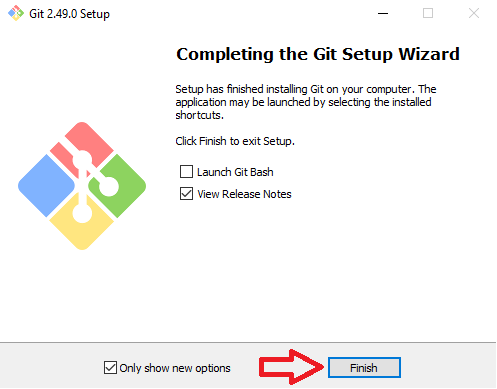 Git 2.49.0 Setup
Completing the Git Setup Wizard
Setup has finished installing Git on your computer. The
application may be launched by selecting the installed
shortcuts.
Click Finish to exit Setup.
Launch Git Bash
View Release Notes
Only show new options
Finish